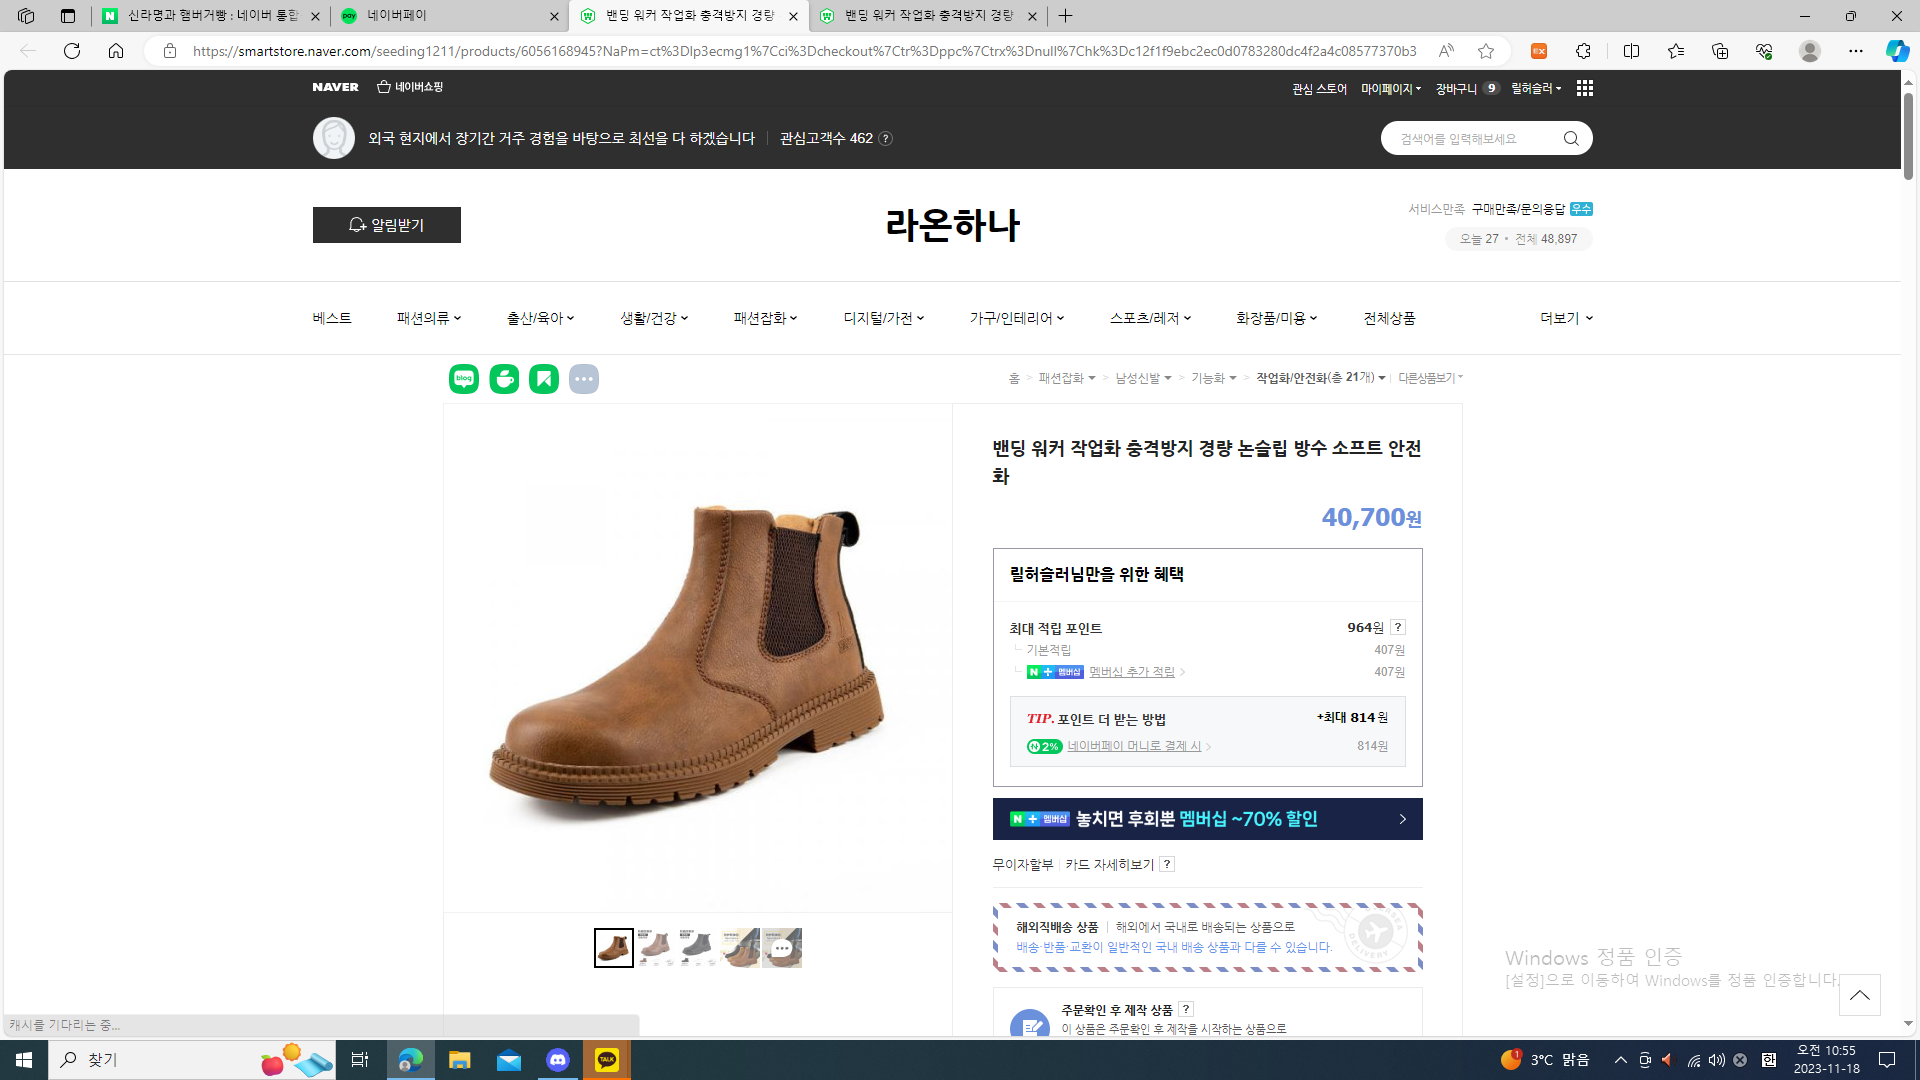 신라명과 햄버거빵 : 네이버 통합
네이버페이
밴딩 워커 작업화 충격방지 경량
밴딩 워커 작업화 충격방지 경량
https://smartstore.naver.com/seeding1211/products/6056168945?NaPm=ct%3Dlp3ecmg1%7Cci%3Dcheckout%7Ctr%3Dppc%7Ctrx%3Dnull%7Chk%3Dc12f1f9ebc2ec0d0783280dc4f2a4c08577370b3
NAVER 네이버쇼핑
관심 스토어 마이페이지 장바구니 9 릴허슬러
외국 현지에서 장기간 거주 경험을 바탕으로 최선을 다 하겠습니다 관심고객수 462 ?
검색어를 입력해보세요
알림받기
라온하나
서비스만족 구매만족/문의응답 우수
오늘 27 • 전체 48,897
베스트 패션의류 출산/육아 생활/건강 패션잡화 디지털/가전 가구/인테리어 스포츠/레저 화장품/미용 전체상품 더보기
blog
홈 > 패션잡화 > 남성신발 > 기능화 > 작업화/안전화(총 21개) 다른상품보기
밴딩 워커 작업화 충격방지 경량 논슬립 방수 소프트 안전
화
40,700원
릴허슬러님만을 위한 혜택
최대 적립 포인트 964원 ?
기본적립 407원
N + 멤버십 멤버십 추가 적립 > 407원
TIP. 포인트 더 받는 방법 +최대 814 원
N 2% 네이버페이 머니로 결제 시 > 814원
N + 멤버십 놓치면 후회뿐 멤버십 ~70% 할인
무이자할부 카드 자세히보기 ?
해외직배송 상품 해외에서 국내로 배송되는 상품으로
배송·반품·교환이 일반적인 국내 배송 상품과 다를 수 있습니다.
주문확인 후 제작 상품 ?
이 상품은 주문확인 후 제작을 시작하는 상품으로
Windows 정품 인증
[설정]으로 이동하여 Windows를 정품 인증합니다.
캐시를 기다리는 중...
찾기
TALK
1 3°C 맑음
한
오전 10:55
2023-11-18